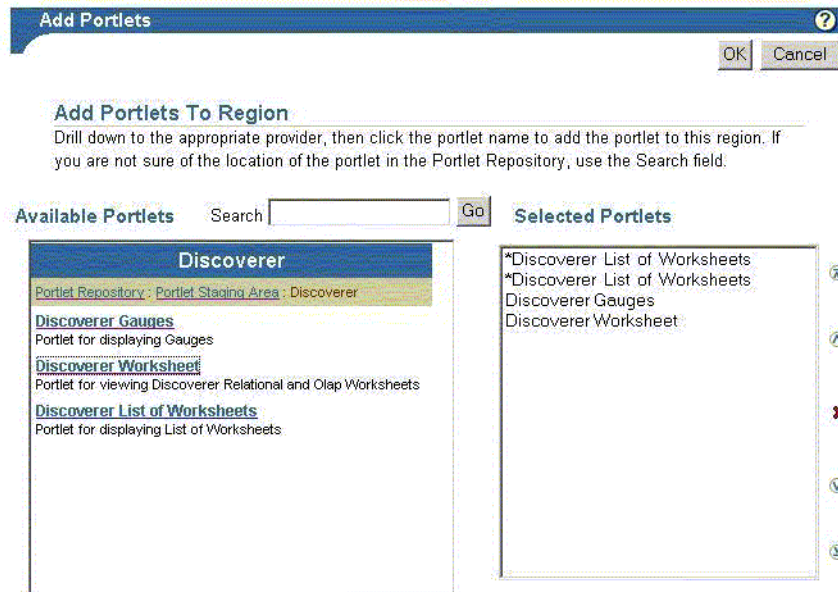 Add Portlets
?
OK Cancel
Add Portlets To Region
Drill down to the appropriate provider, then click the portlet name to add the portlet to this region. If
you are not sure of the location of the portlet in the Portlet Repository, use the Search field.
Available Portlets Search Go
Discoverer
Portlet Repository : Portlet Staging Area : Discoverer
Discoverer Gauges
Portlet for displaying Gauges
Discoverer Worksheet
Portlet for viewing Discoverer Relational and Olap Worksheets
Discoverer List of Worksheets
Portlet for displaying List of Worksheets
Selected Portlets
*Discoverer List of Worksheets
*Discoverer List of Worksheets
Discoverer Gauges
Discoverer Worksheet